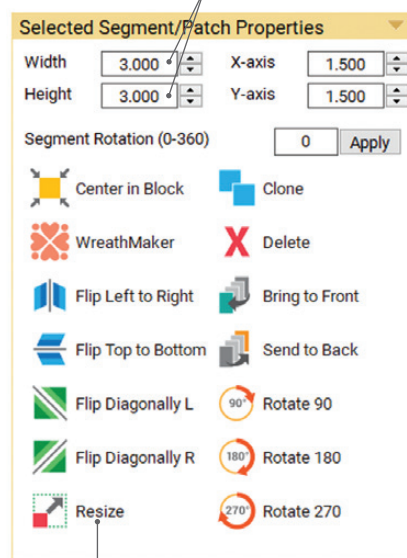 Selected Segment/Patch Properties
Width 3.000 X-axis 1.500
Height 3.000 Y-axis 1.500
Segment Rotation (0-360) 0 Apply
Center in Block Clone
WreathMaker Delete
Flip Left to Right Bring to Front
Flip Top to Bottom Send to Back
Flip Diagonally L 90° Rotate 90
Flip Diagonally R 180° Rotate 180
Resize 270° Rotate 270